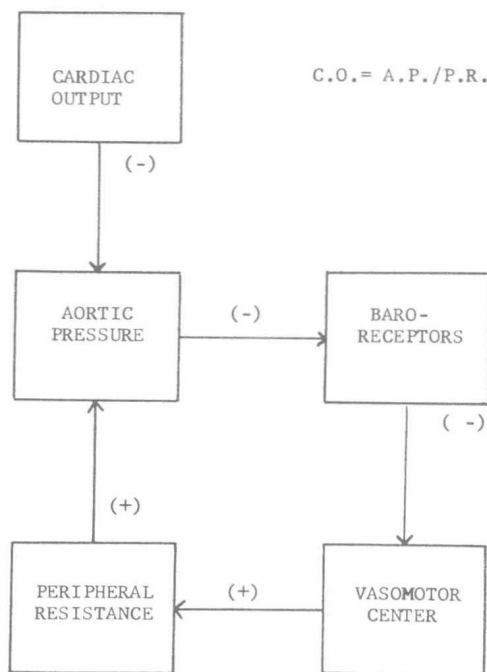 CARDIAC
OUTPUT
C.O.= A.P./P.R.
(-)
AORTIC
PRESSURE
(-)
BARO-
RECEPTORS
( -)
(+)
PERIPHERAL
RESISTANCE
(+)
VASOMOTOR
CENTER